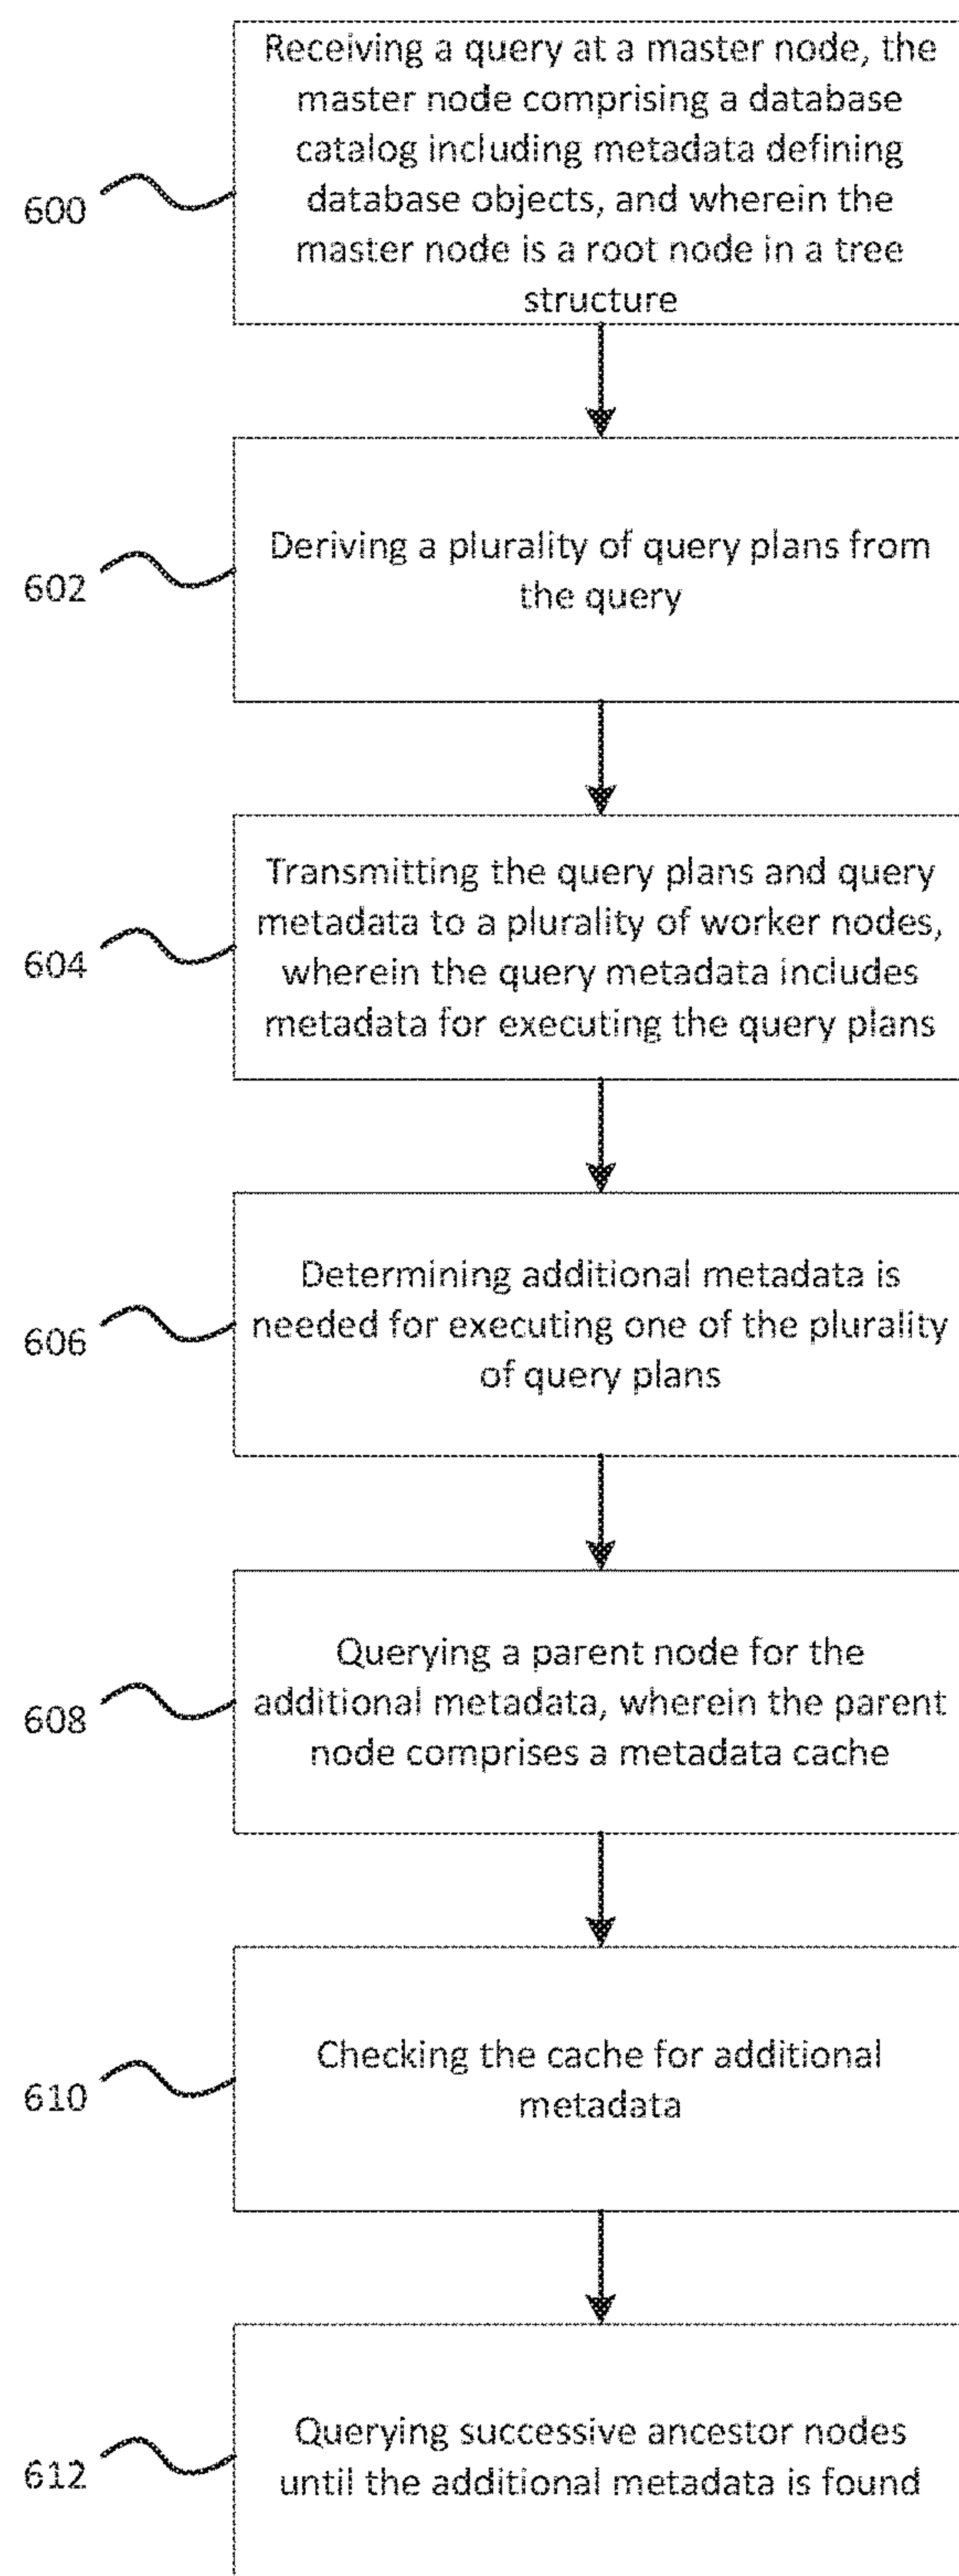 Receiving a query at a master node, the
master node comprising a database
catalog including metadata defining
database objects, and wherein the
master node is a root node in a tree
structure
600
Deriving a plurality of query plans from
the query
602
Transmitting the query plans and query
metadata to a plurality of worker nodes,
wherein the query metadata includes
metadata for executing the query plans
604
Determining additional metadata is
needed for executing one of the plurality
of query plans
606
Querying a parent node for the
additional metadata, wherein the parent
node comprises a metadata cache
608
Checking the cache for additional
metadata
610
Querying successive ancestor nodes
until the additional metadata is found
612